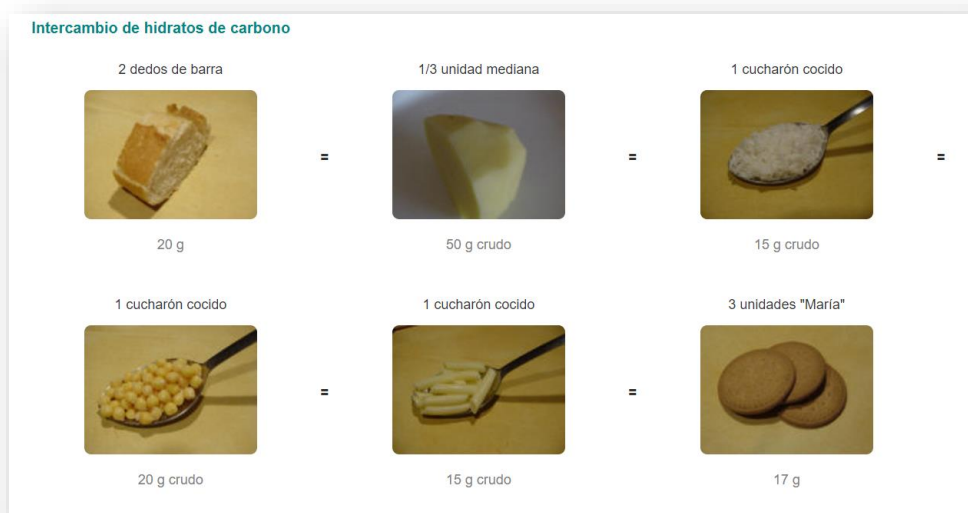 Intercambio de hidratos de carbono
2 dedos de barra
1/3 unidad mediana
1 cucharón cocido
=
=
=
20 g
50 g crudo
15 g crudo
1 cucharón cocido
1 cucharón cocido
3 unidades "María"
=
=
20 g crudo
15 g crudo
17 g